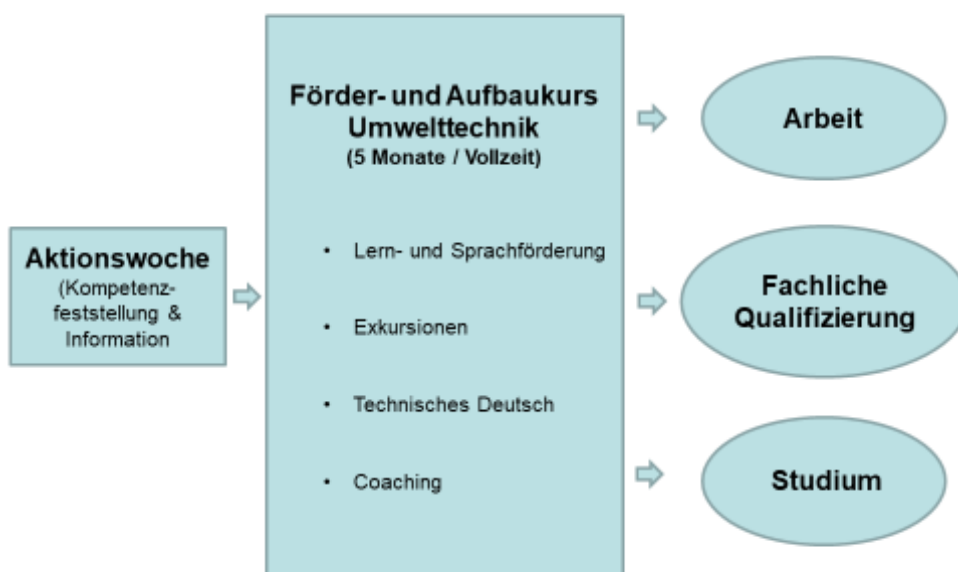 Aktionswoche
(Kompetenz-
feststellung &
Information
Förder- und Aufbaukurs
Umwelttechnik
(5 Monate / Vollzeit)
• Lern- und Sprachförderung
• Exkursionen
• Technisches Deutsch
• Coaching
Arbeit
Fachliche
Qualifizierung
Studium